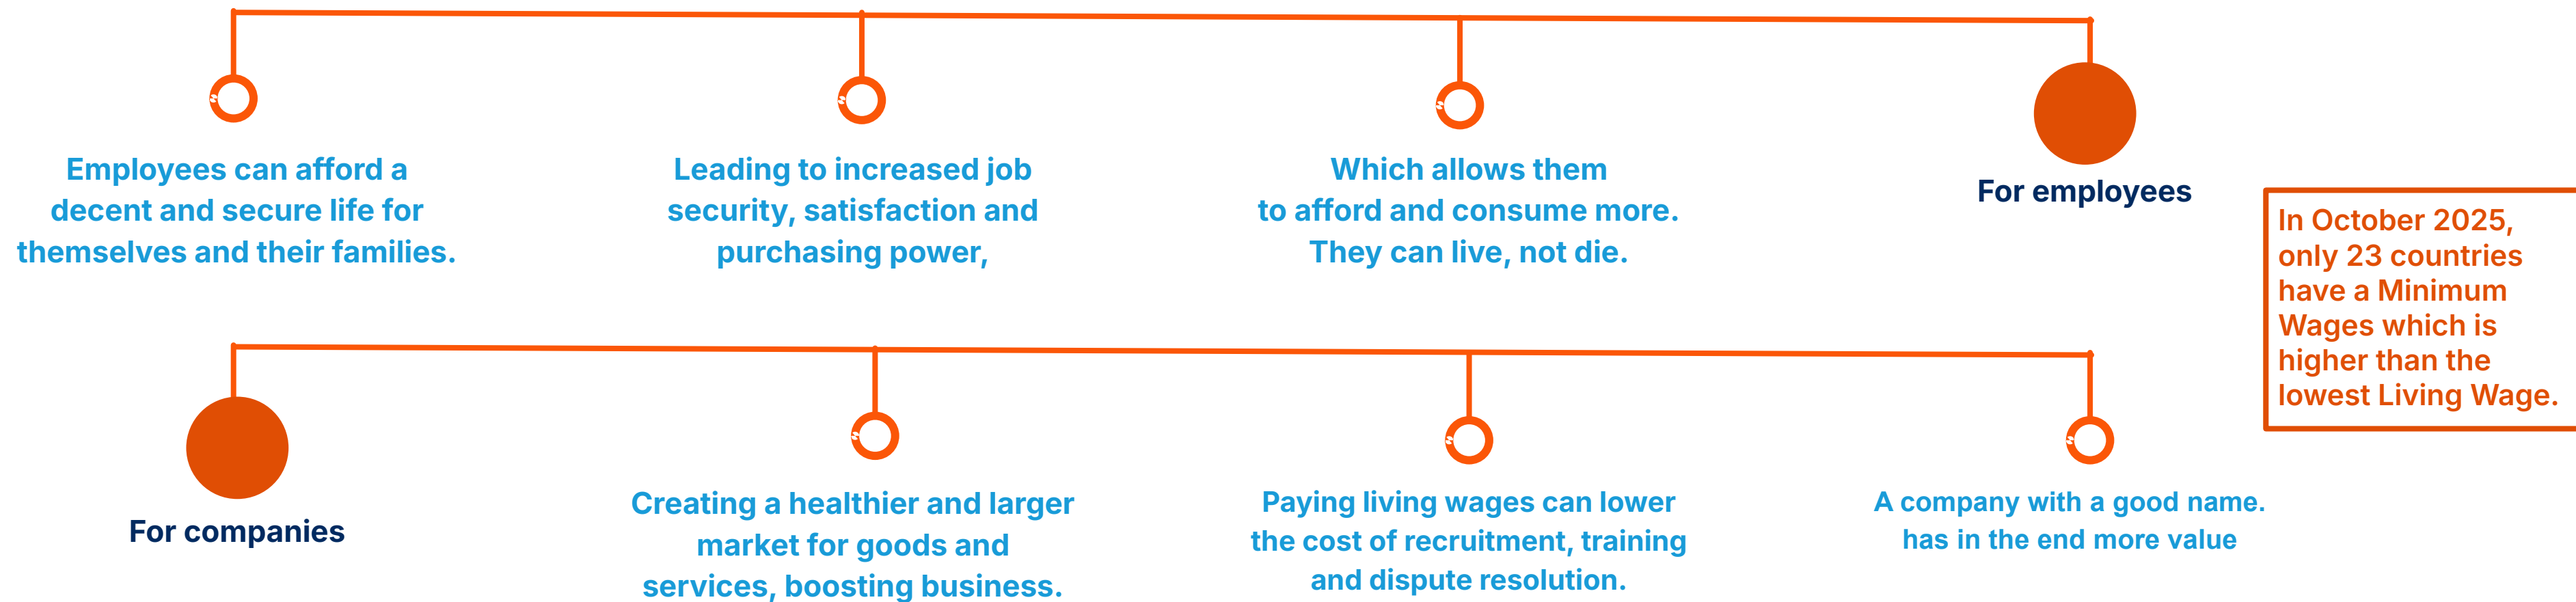 Employees can afford a
decent and secure life for
themselves and their families.
Leading to increased job
security, satisfaction and
purchasing power,
Which allows them
to afford and consume more.
They can live, not die.
For employees
In October 2025,
only 23 countries
have a Minimum
Wages which is
higher than the
lowest Living Wage.
For companies
Creating a healthier and larger
market for goods and
services, boosting business.
Paying living wages can lower
the cost of recruitment, training
and dispute resolution.
A company with a good name.
has in the end more value